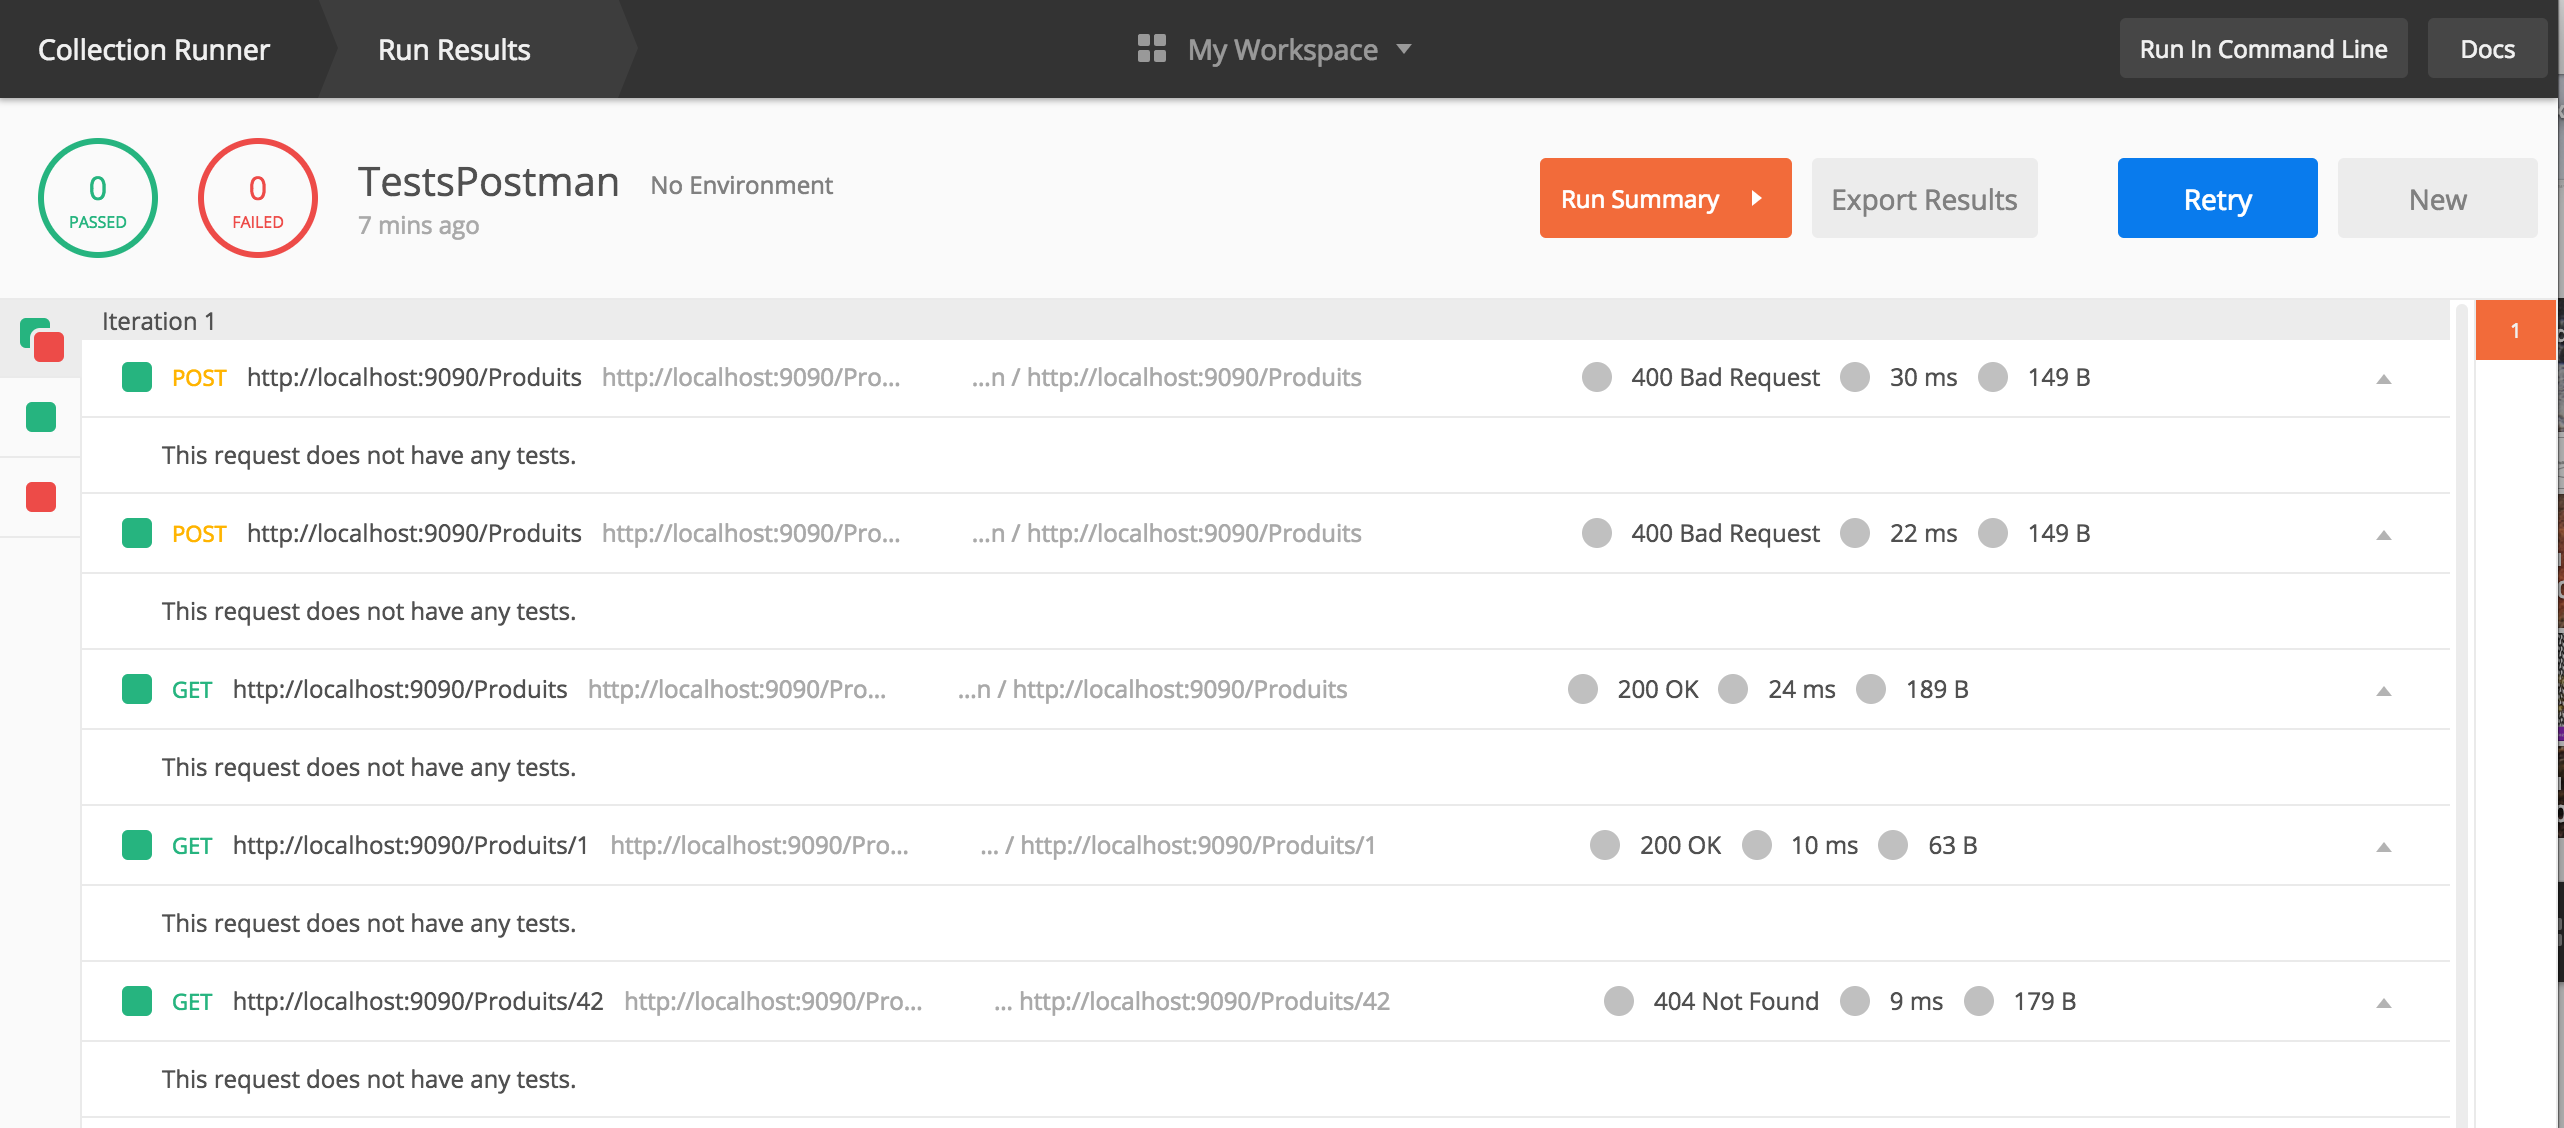 Collection Runner Run Results My Workspace Run In Command Line Docs
0 PASSED
0 FAILED
TestsPostman No Environment
7 mins ago
Run Summary Export Results Retry New
Iteration 1
1
POST http://localhost:9090/Produits http://localhost:9090/Pro... ...n / http://localhost:9090/Produits 400 Bad Request 30 ms 149 B
This request does not have any tests.
POST http://localhost:9090/Produits http://localhost:9090/Pro... ...n / http://localhost:9090/Produits 400 Bad Request 22 ms 149 B
This request does not have any tests.
GET http://localhost:9090/Produits http://localhost:9090/Pro... ...n / http://localhost:9090/Produits 200 OK 24 ms 189 B
This request does not have any tests.
GET http://localhost:9090/Produits/1 http://localhost:9090/Pro... ... / http://localhost:9090/Produits/1 200 OK 10 ms 63 B
This request does not have any tests.
GET http://localhost:9090/Produits/42 http://localhost:9090/Pro... ... http://localhost:9090/Produits/42 404 Not Found 9 ms 179 B
This request does not have any tests.